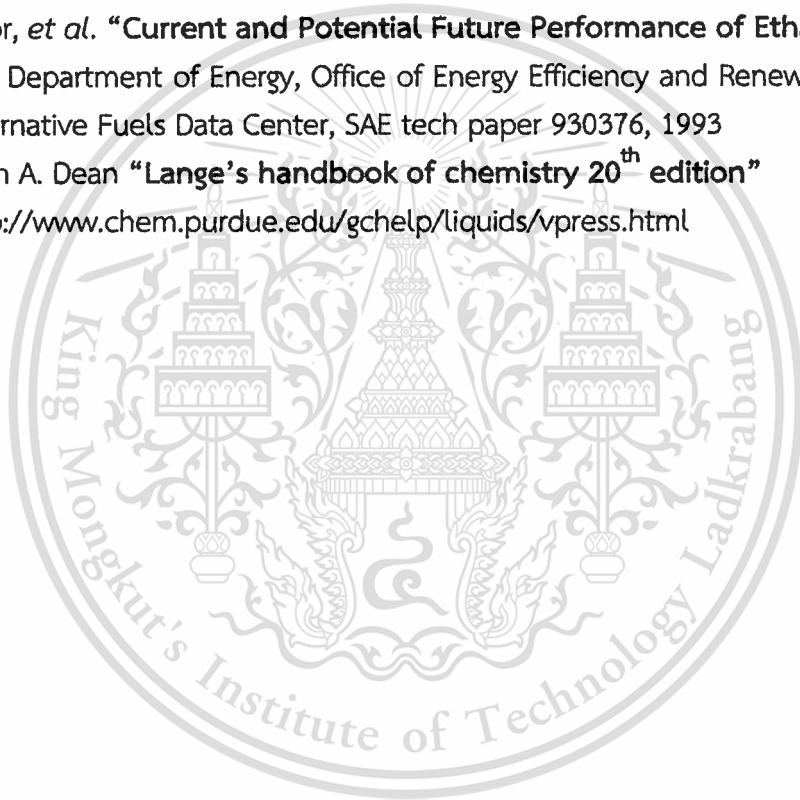 r, et al. “Current and Potential Future Performance of Eth
Department of Energy, Office of Energy Efficiency and Renew
rnative Fuels Data Center, SAE tech paper 930376, 1993
n A. Dean “Lange’s handbook of chemistry 20th edition”
://www.chem.purdue.edu/gchelp/liquids/vpress.html
King Mongkut's Institute of Technology Ladkrabang